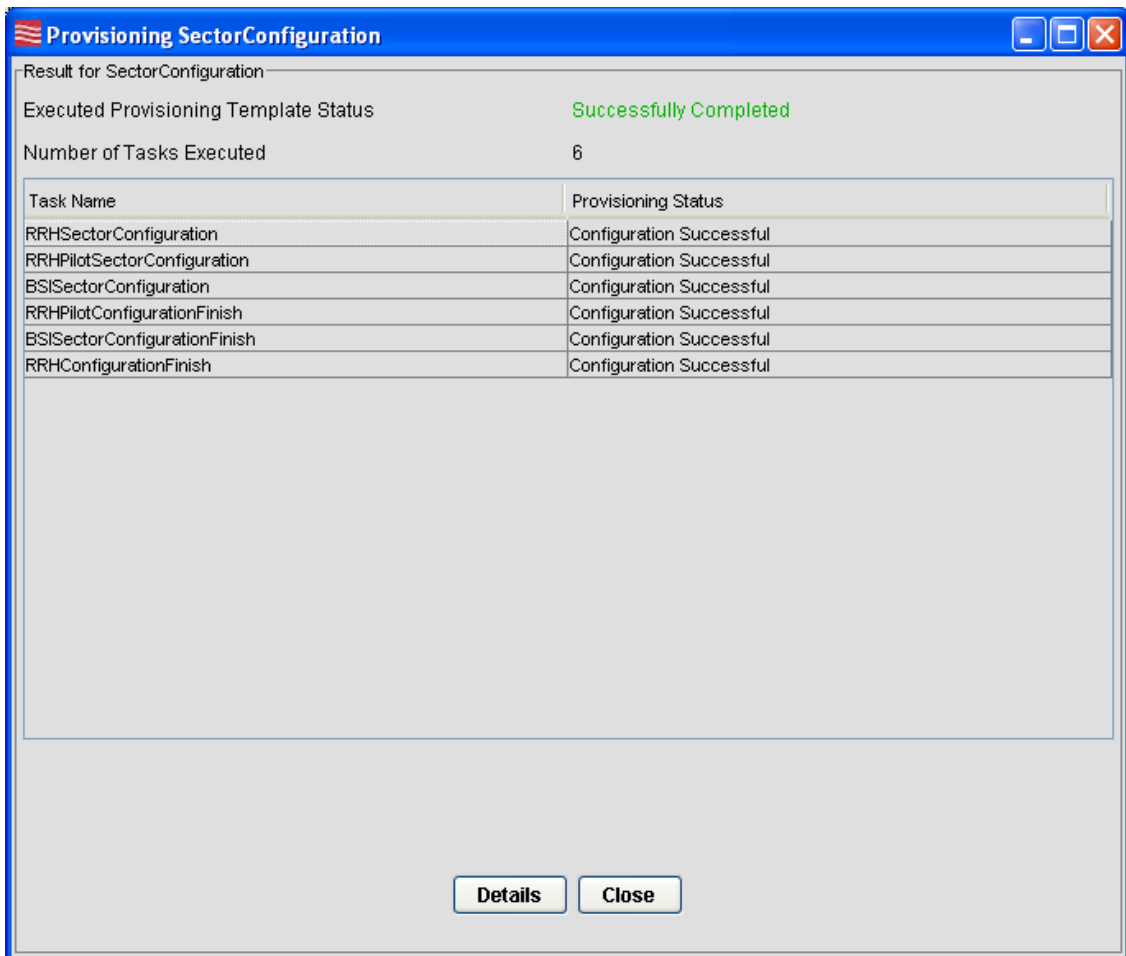 Provisioning SectorConfiguration
Result for SectorConfiguration
Executed Provisioning Template Status Successfully Completed
Number of Tasks Executed 6
Task Name Provisioning Status
RRHSectorConfiguration Configuration Successful
RRHPilotSectorConfiguration Configuration Successful
BSISectorConfiguration Configuration Successful
RRHPilotConfigurationFinish Configuration Successful
BSISectorConfigurationFinish Configuration Successful
RRHConfigurationFinish Configuration Successful
Details Close